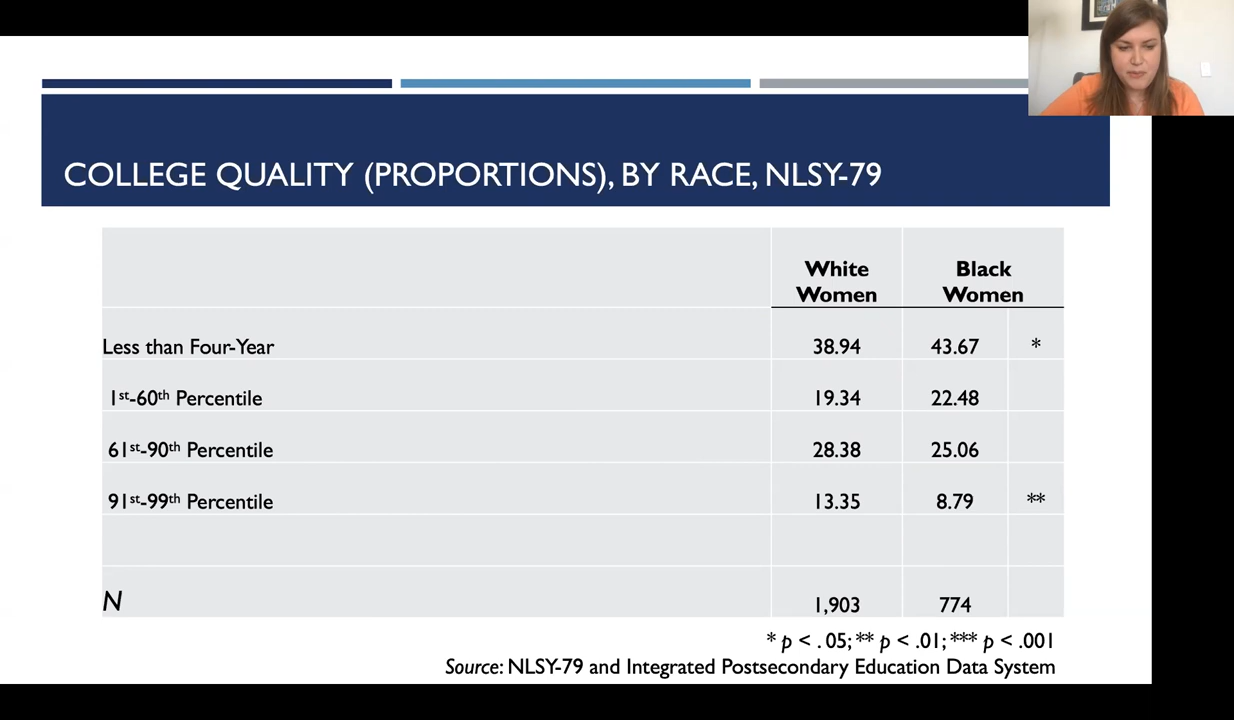 COLLEGE QUALITY (PROPORTIONS), BY RACE, NLSY-79
White Women Black Women
Less than Four-Year 38.94 43.67 *
1st-60th Percentile 19.34 22.48
61st-90th Percentile 28.38 25.06
91st-99th Percentile 13.35 8.79 **
N 1,903 774
* p < . 05; ** p < .01; *** p < .001
Source: NLSY-79 and Integrated Postsecondary Education Data System